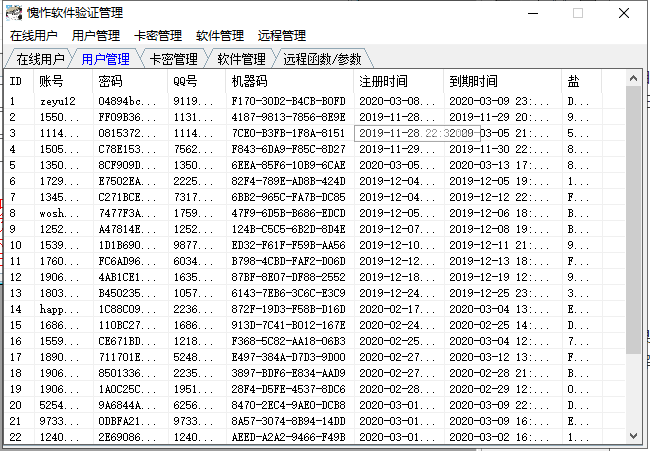 愧怍软件验证管理
在线用户 用户管理 卡密管理 软件管理 远程管理
在线用户 用户管理 卡密管理 软件管理 远程函数/参数
ID 账号 密码 QQ号 机器码 注册时间 到期时间 盐
1 zeyu12 04894bc... 9119... F170-30D2-B4CB-B0FD 2020-03-08... 2020-03-09 23:... D...
2 1550... FF09B36... 1131... 4187-9813-7856-8E9E 2019-11-28... 2019-11-29 20:... 9...
3 1114... 0815372... 1114... 7CE0-B3FB-1F8A-8151 2019-11-28 22:32 03-05 21:... 5...
4 1505... C78E153... 7562... F843-6DA9-F85C-8D27 2019-11-29... 2019-11-30 22:... 8...
5 1350... 8CF909D... 1350... 6EEA-85F6-10B9-6CAE 2020-03-05... 2020-03-13 17:... 8...
6 1729... E7502EA... 2225... 82F4-789E-AD8B-424D 2019-12-04... 2019-12-05 19:... 1...
7 1345... C271BCE... 7317... 6BB2-965C-FA7B-DC85 2019-12-04... 2019-12-12 22:... F...
8 wosh... 7477F3A... 1759... 47F9-6D5B-B686-EDCD 2019-12-05... 2019-12-06 18:... B...
9 1252... A47814E... 1252... 124B-C5C5-6B2D-8D4E 2019-12-07... 2019-12-08 19:... B...
10 1539... 1D1B690... 9877... ED32-F61F-F59B-AA56 2019-12-10... 2019-12-11 21:... 9...
11 1760... FC6AD96... 6034... B798-4CBD-FAF2-D06D 2019-12-12... 2019-12-13 18:... F...
12 1906... 4AB1CE1... 1635... 87BF-8E07-DF88-2552 2019-12-18... 2019-12-19 12:... 9...
13 1803... B450235... 1057... 6143-7EB6-3C6C-E3C9 2019-12-24... 2019-12-25 23:... 3...
14 happ... 1C88C09... 2236... 872F-19D3-F58B-D16D 2020-02-17... 2020-03-04 13:... E...
15 1686... 110BC27... 1686... 913D-7C41-B012-167E 2020-02-24... 2020-02-25 14:... D...
16 1559... CE671BD... 1218... F368-5C82-AA18-06B3 2020-02-25... 2020-03-04 12:... 7...
17 1890... 711701E... 5248... E497-384A-D7D3-9D00 2020-02-27... 2020-03-12 13:... F...
18 1906... 8501336... 2235... 3897-BDF6-E834-AAD9 2020-02-27... 2020-02-28 21:... B...
19 1906... 1A0C25C... 1951... 28F4-D5FE-4537-8DC6 2020-02-28... 2020-02-29 12:... 0...
20 5254... 9A6844A... 6256... 8470-2EC4-9AE0-DCB8 2020-03-01... 2020-03-09 22:... D...
21 9733... 0DBFA21... 9733... 8A57-3074-8B94-14DD 2020-03-01... 2020-03-09 16:... E...
22 1240... 2E69086... 1240... AEED-A2A2-9466-F49B 2020-03-01... 2020-03-02 16:... 1...